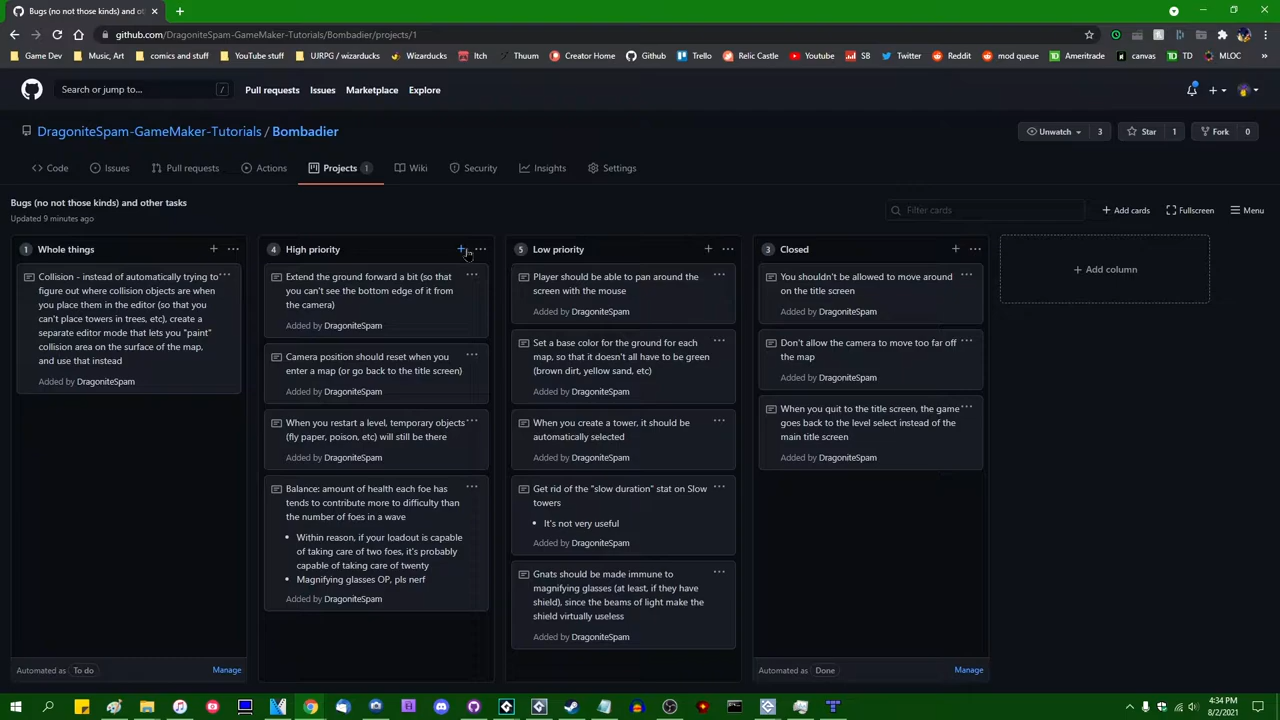 Bugs (no not those kinds) and ot
github.com/DragoniteSpam-GameMaker-Tutorials/Bombadier/projects/1
Game Dev
Music, Art
comics and stuff
YouTube stuff
UJRPG / wizarducks
Wizarducks
Itch
Thuum
Creator Home
Github
Trello
Relic Castle
Youtube
SB
Twitter
Reddit
mod queue
TD
Ameritrade
canvas
TD
MLOC
»
Search or jump to...
/
Pull requests
Issues
Marketplace
Explore
DragoniteSpam-GameMaker-Tutorials / Bombadier
Unwatch
3
Star
1
Fork
0
Code
Issues
Pull requests
Actions
Projects 1
Wiki
Security
Insights
Settings
Bugs (no not those kinds) and other tasks
Updated 9 minutes ago
Filter cards
Add cards
Fullscreen
Menu
1 Whole things
Collision - instead of automatically trying to
figure out where collision objects are when
you place them in the editor (so that you
can't place towers in trees, etc), create a
separate editor mode that lets you "paint"
collision area on the surface of the map,
and use that instead
Added by DragoniteSpam
Automated as To do
Manage
4 High priority
Extend the ground forward a bit (so that
you can't see the bottom edge of it from
the camera)
Added by DragoniteSpam
Camera position should reset when you
enter a map (or go back to the title screen)
Added by DragoniteSpam
When you restart a level, temporary objects
(fly paper, poison, etc) will still be there
Added by DragoniteSpam
Balance: amount of health each foe has
tends to contribute more to difficulty than
the number of foes in a wave
• Within reason, if your loadout is capable
of taking care of two foes, it's probably
capable of taking care of twenty
• Magnifying glasses OP, pls nerf
Added by DragoniteSpam
5 Low priority
Player should be able to pan around the
screen with the mouse
Added by DragoniteSpam
Set a base color for the ground for each
map, so that it doesn't all have to be green
(brown dirt, yellow sand, etc)
Added by DragoniteSpam
When you create a tower, it should be
automatically selected
Added by DragoniteSpam
Get rid of the "slow duration" stat on Slow
towers
• It's not very useful
Added by DragoniteSpam
Gnats should be made immune to
magnifying glasses (at least, if they have
shield), since the beams of light make the
shield virtually useless
Added by DragoniteSpam
3 Closed
You shouldn't be allowed to move around
on the title screen
Added by DragoniteSpam
Don't allow the camera to move too far off
the map
Added by DragoniteSpam
When you quit to the title screen, the game
goes back to the level select instead of the
main title screen
Added by DragoniteSpam
Automated as Done
Manage
Add column
4:34 PM
8/2/2021